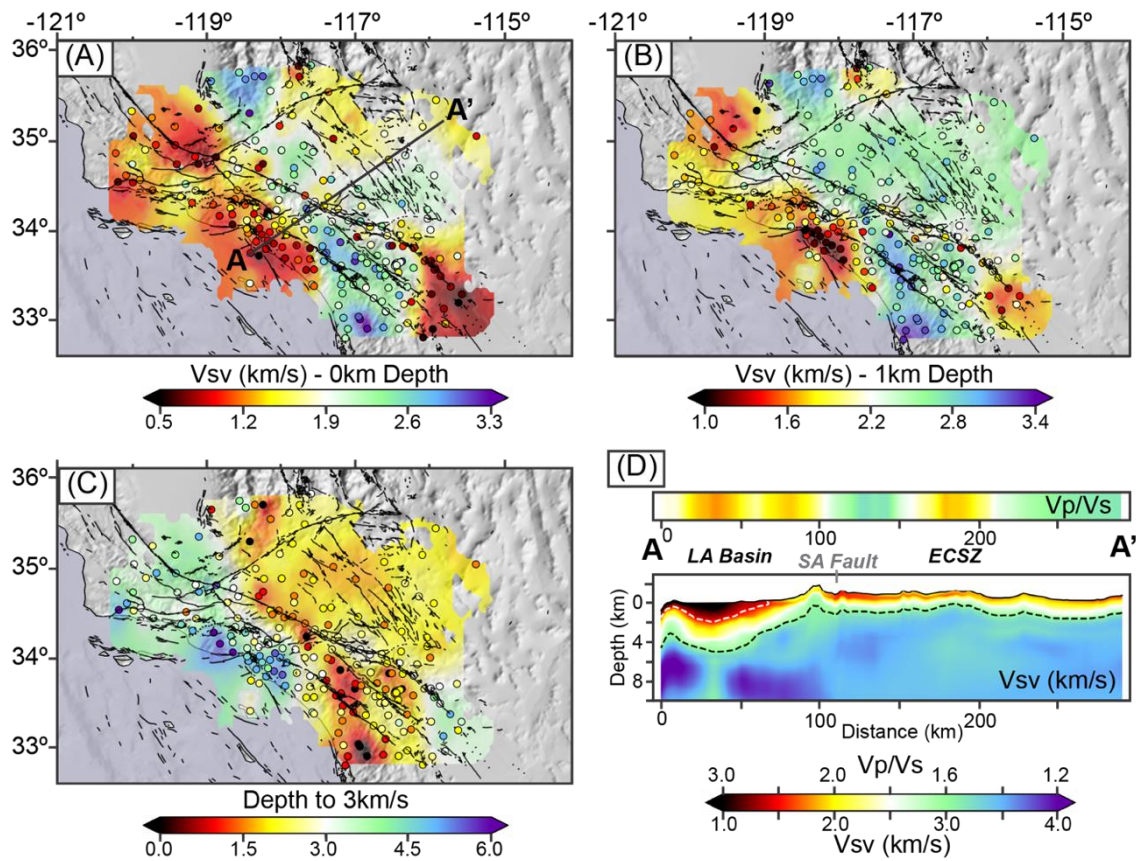 -121° -119° -117° -115°
-121° -119° -117° -115°
36°
35°
34°
33°
(A)
A'
A
Vsv (km/s) - 0km Depth
0.5 1.2 1.9 2.6 3.3
36°
35°
34°
33°
(B)
Vsv (km/s) - 1km Depth
1.0 1.6 2.2 2.8 3.4
36°
35°
34°
33°
(C)
Depth to 3km/s
0.0 1.5 3.0 4.5 6.0
(D)
Vp/Vs
0 100 200
A LA Basin SA Fault ECSZ A'
Depth (km)
0
4
8
Vsv (km/s)
0 100 200
Distance (km)
Vp/Vs
3.0 2.0 1.6 1.2
1.0 2.0 3.0 4.0
Vsv (km/s)